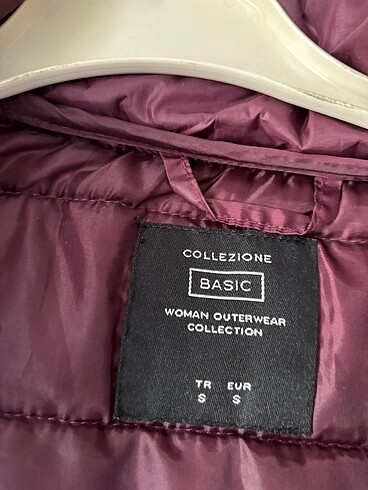 COLLEZIONE
BASIC
WOMAN OUTERWEAR
COLLECTION
TR EUR
S S